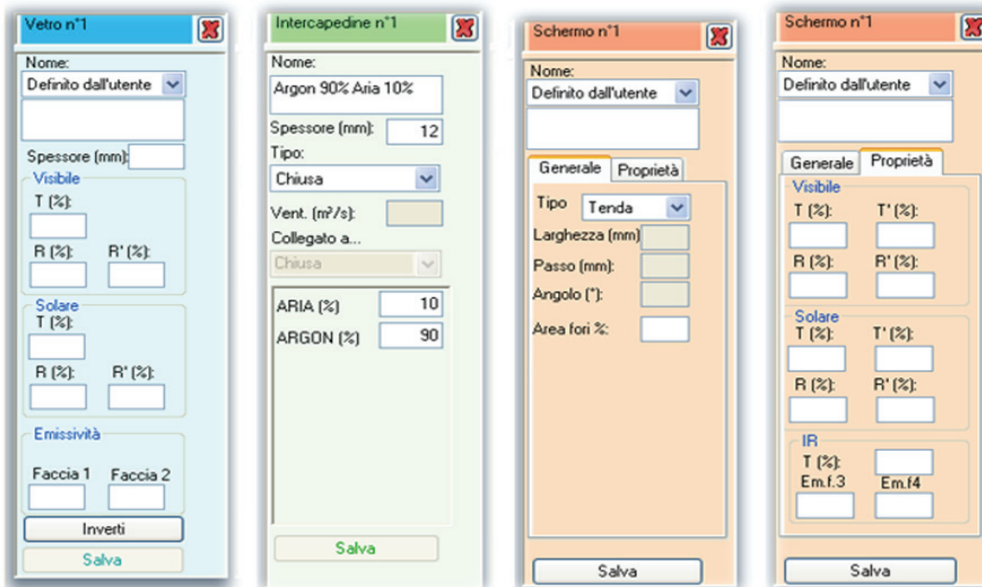 Vetro n°1
Nome:
Definito dall'utente
Spessore (mm):
Visibile
T (%):
R (%): R' (%):
Solare
T (%):
R (%): R' (%):
Emissività
Faccia 1 Faccia 2
Inverti
Salva
Intercapedine n°1
Nome:
Argon 90% Aria 10%
Spessore (mm): 12
Tipo:
Chiusa
Vent. (m³/s):
Collegato a...
Chiusa
ARIA (%) 10
ARGON (%) 90
Salva
Schermo n°1
Nome:
Definito dall'utente
Generale Proprietà
Tipo Tenda
Larghezza (mm)
Passo (mm):
Angolo (°):
Area fori %:
Salva
Schermo n°1
Nome:
Definito dall'utente
Generale Proprietà
Visibile
T (%): T' (%):
R (%): R' (%):
Solare
T (%): T' (%):
R (%): R' (%):
IR
T (%):
Em.f.3 Em.f4
Salva